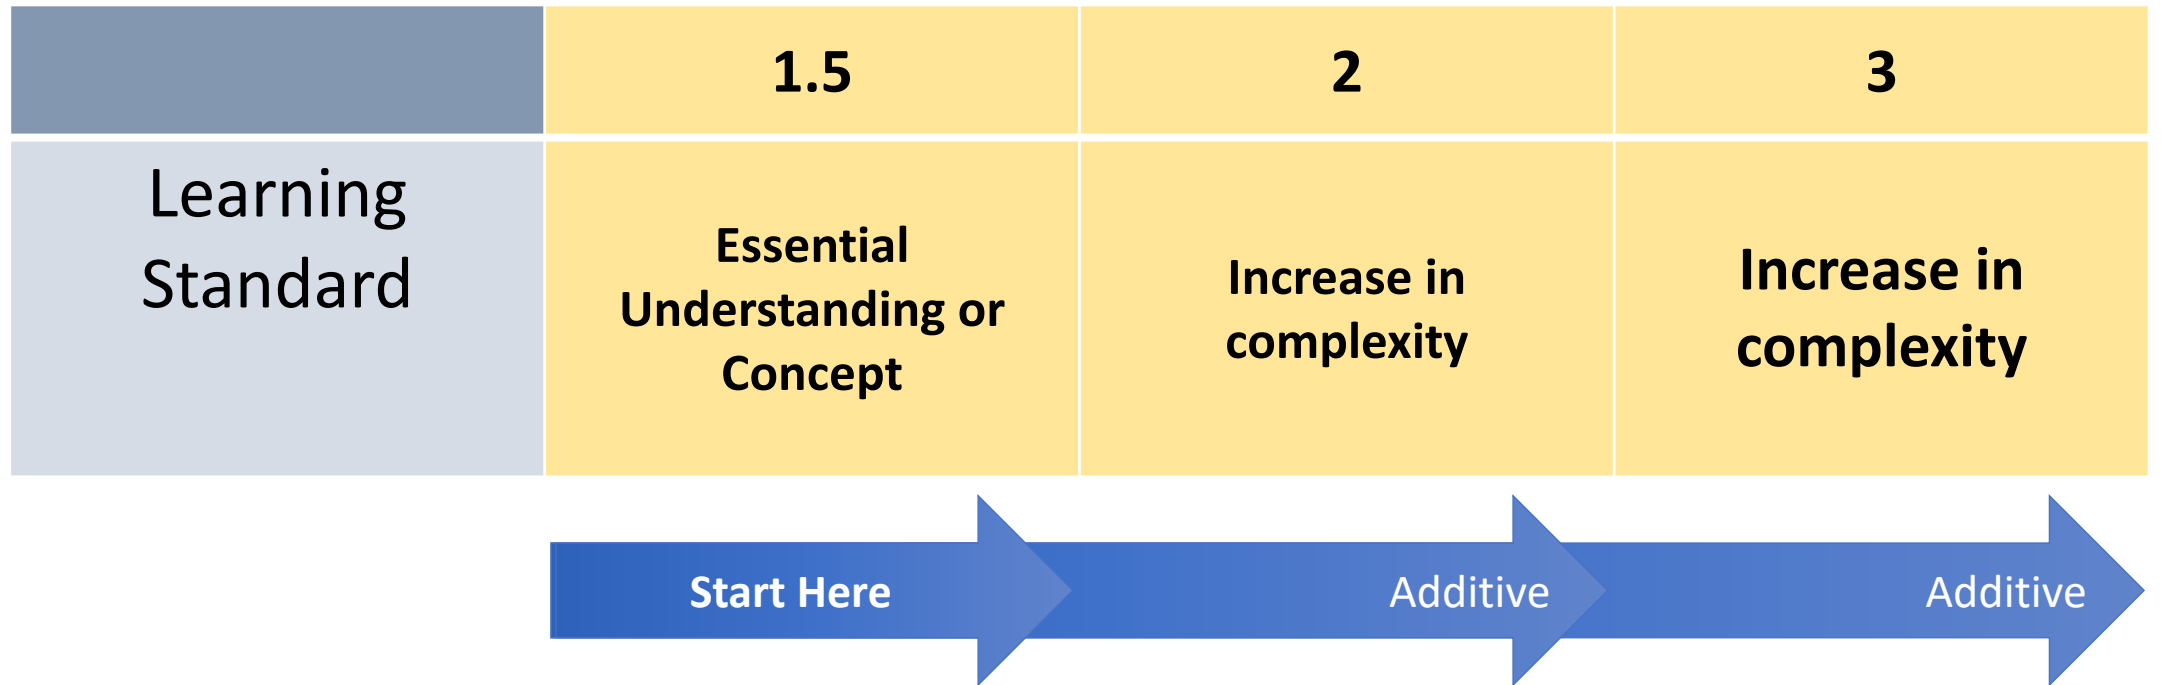 1.5
2
3
Learning
Standard
Essential
Understanding or
Concept
Increase in
complexity
Increase in
complexity
Start Here
Additive
Additive